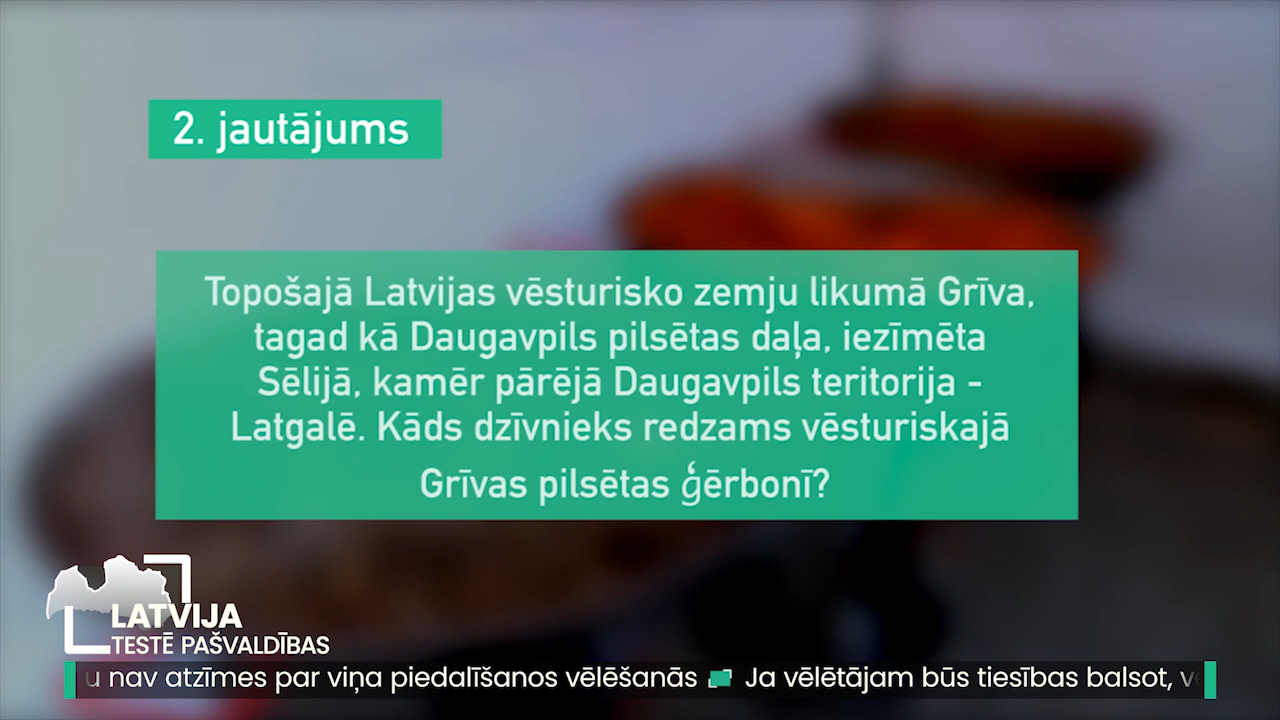 2. jautājums
Topošajā Latvijas vēsturisko zemju likumā Grīva,
tagad kā Daugavpils pilsētas daļa, iezīmēta
Sēlijā, kamēr pārējā Daugavpils teritorija -
Latgalē. Kāds dzīvnieks redzams vēsturiskajā
Grīvas pilsētas ģērbonī?
LATVIJA
TESTĒ PAŠVALDĪBAS
u nav atzīmes par viņa piedalīšanos vēlēšanās Ja vēlētājam būs tiesības balsot,